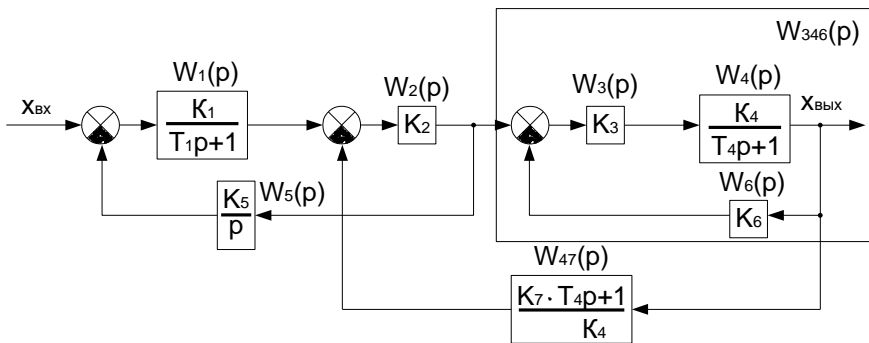 W346(p)
W1(p)
W2(p)
W3(p)
W4(p)
xвх
K1
T1p+1
K2
K3
K4
T4p+1
xвых
K5
p
W5(p)
W6(p)
K6
W47(p)
K7 · T4p+1
K4